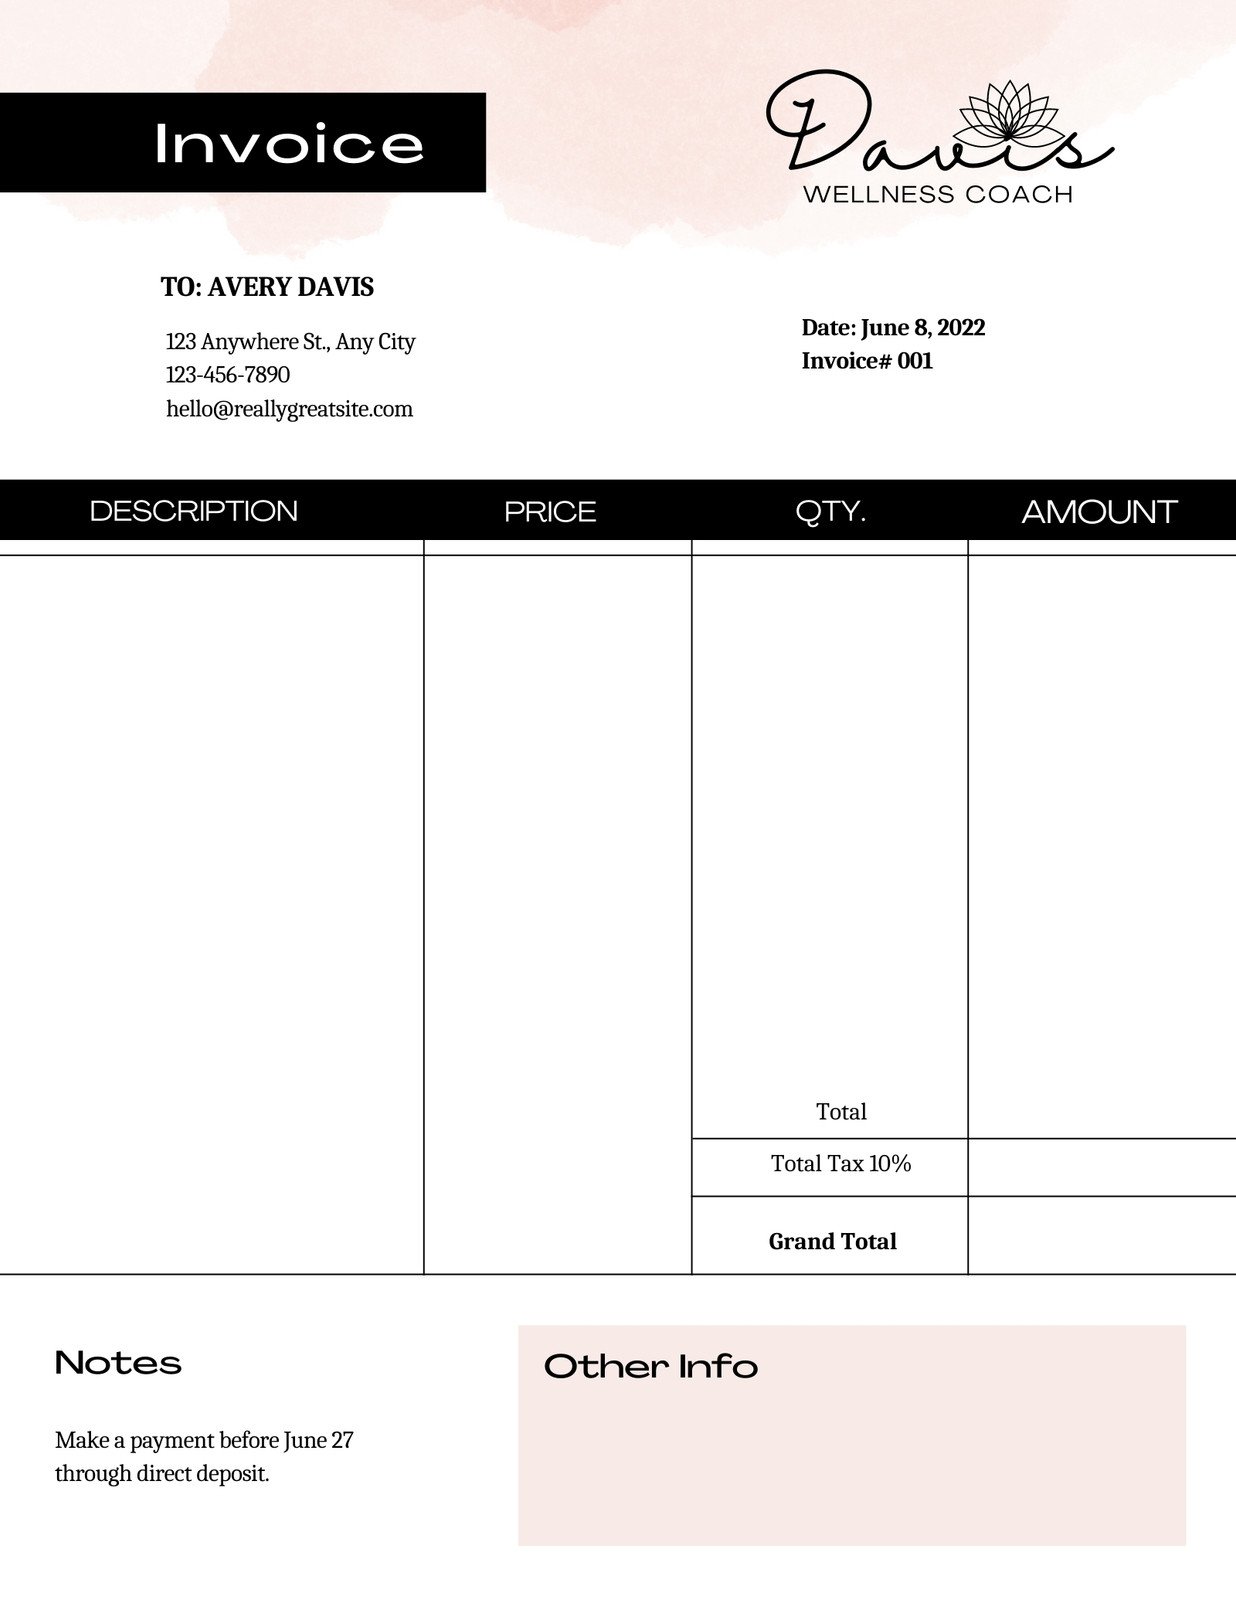 Invoice
Davis
WELLNESS COACH
TO: AVERY DAVIS
123 Anywhere St., Any City
123-456-7890
hello@reallygreatsite.com
Date: June 8, 2022
Invoice# 001
DESCRIPTION PRICE QTY. AMOUNT
Total
Total Tax 10%
Grand Total
Notes
Make a payment before June 27
through direct deposit.
Other Info